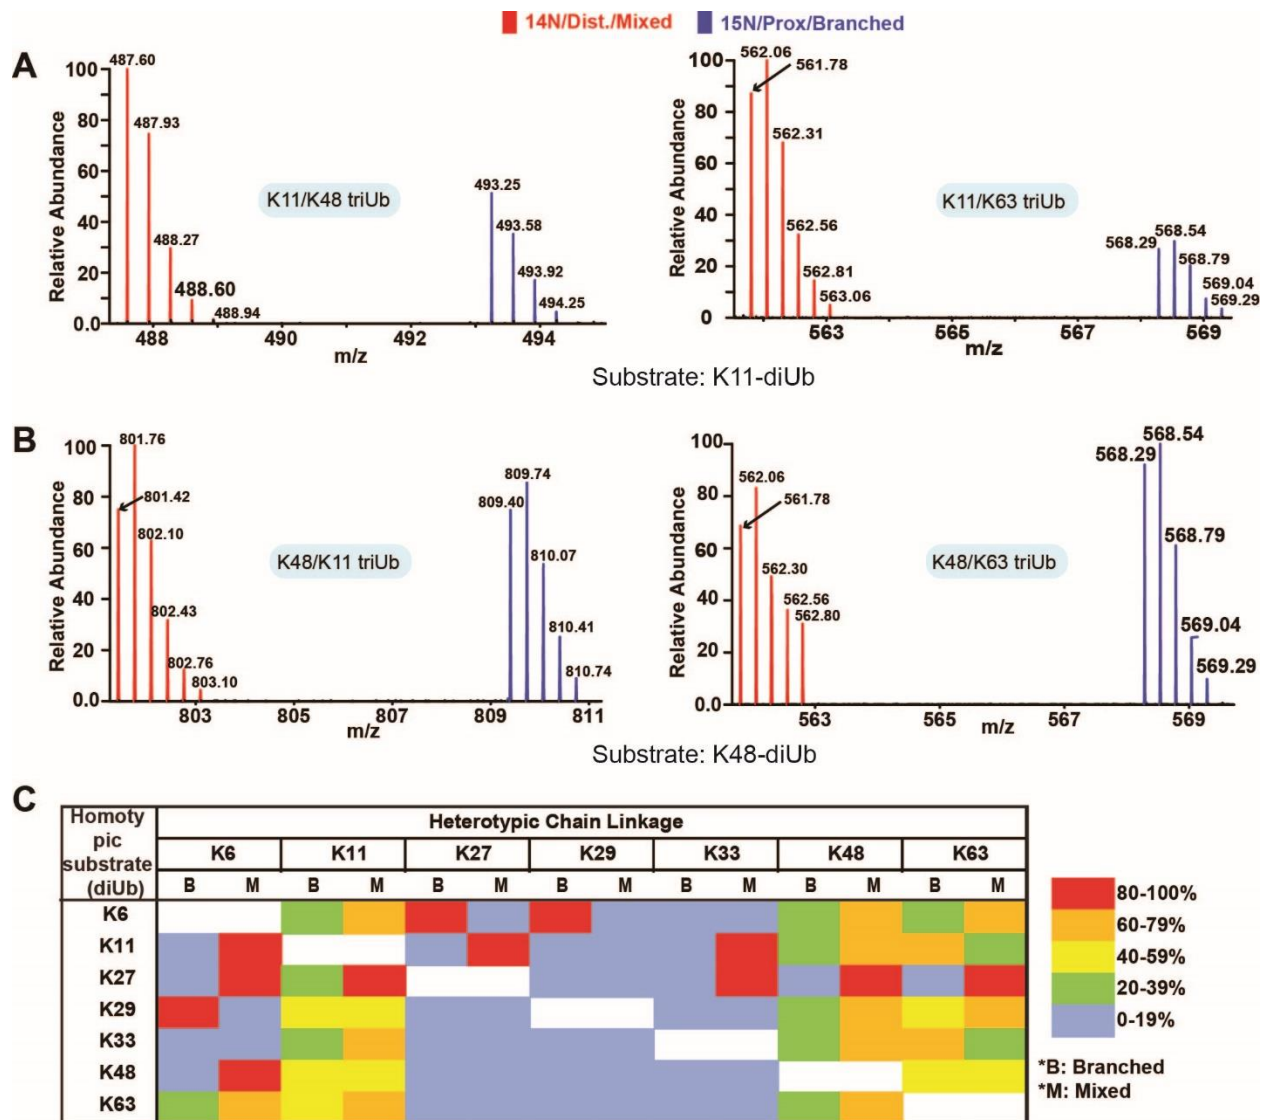 14N/Dist./Mixed 15N/Prox/Branched
A
Relative Abundance
100
80
60
40
20
0.0
487.60
487.93
488.27
488.60
488.94
K11/K48 triUb
493.25
493.58
493.92
494.25
488 490 492 494
m/z
Relative Abundance
100
80
60
40
20
0
562.06
561.78
562.31
562.56
562.81
563.06
K11/K63 triUb
568.29
568.54
568.79
569.04
569.29
563 565 567 569
m/z
Substrate: K11-diUb
B
Relative Abundance
100
80
60
40
20
0.0
801.76
801.42
802.10
802.43
802.76
803.10
K48/K11 triUb
809.40
809.74
810.07
810.41
810.74
803 805 807 809 811
m/z
Relative Abundance
100
80
60
40
20
0.0
562.06
561.78
562.30
562.56
562.80
K48/K63 triUb
568.29
568.54
568.79
569.04
569.29
563 565 567 569
m/z
Substrate: K48-diUb
C
Homoty
pic
substrate
(diUb)
Heterotypic Chain Linkage
K6 K11 K27 K29 K33 K48 K63
B M B M B M B M B M B M B M
K6
K11
K27
K29
K33
K48
K63
80-100%
60-79%
40-59%
20-39%
0-19%
*B: Branched
*M: Mixed